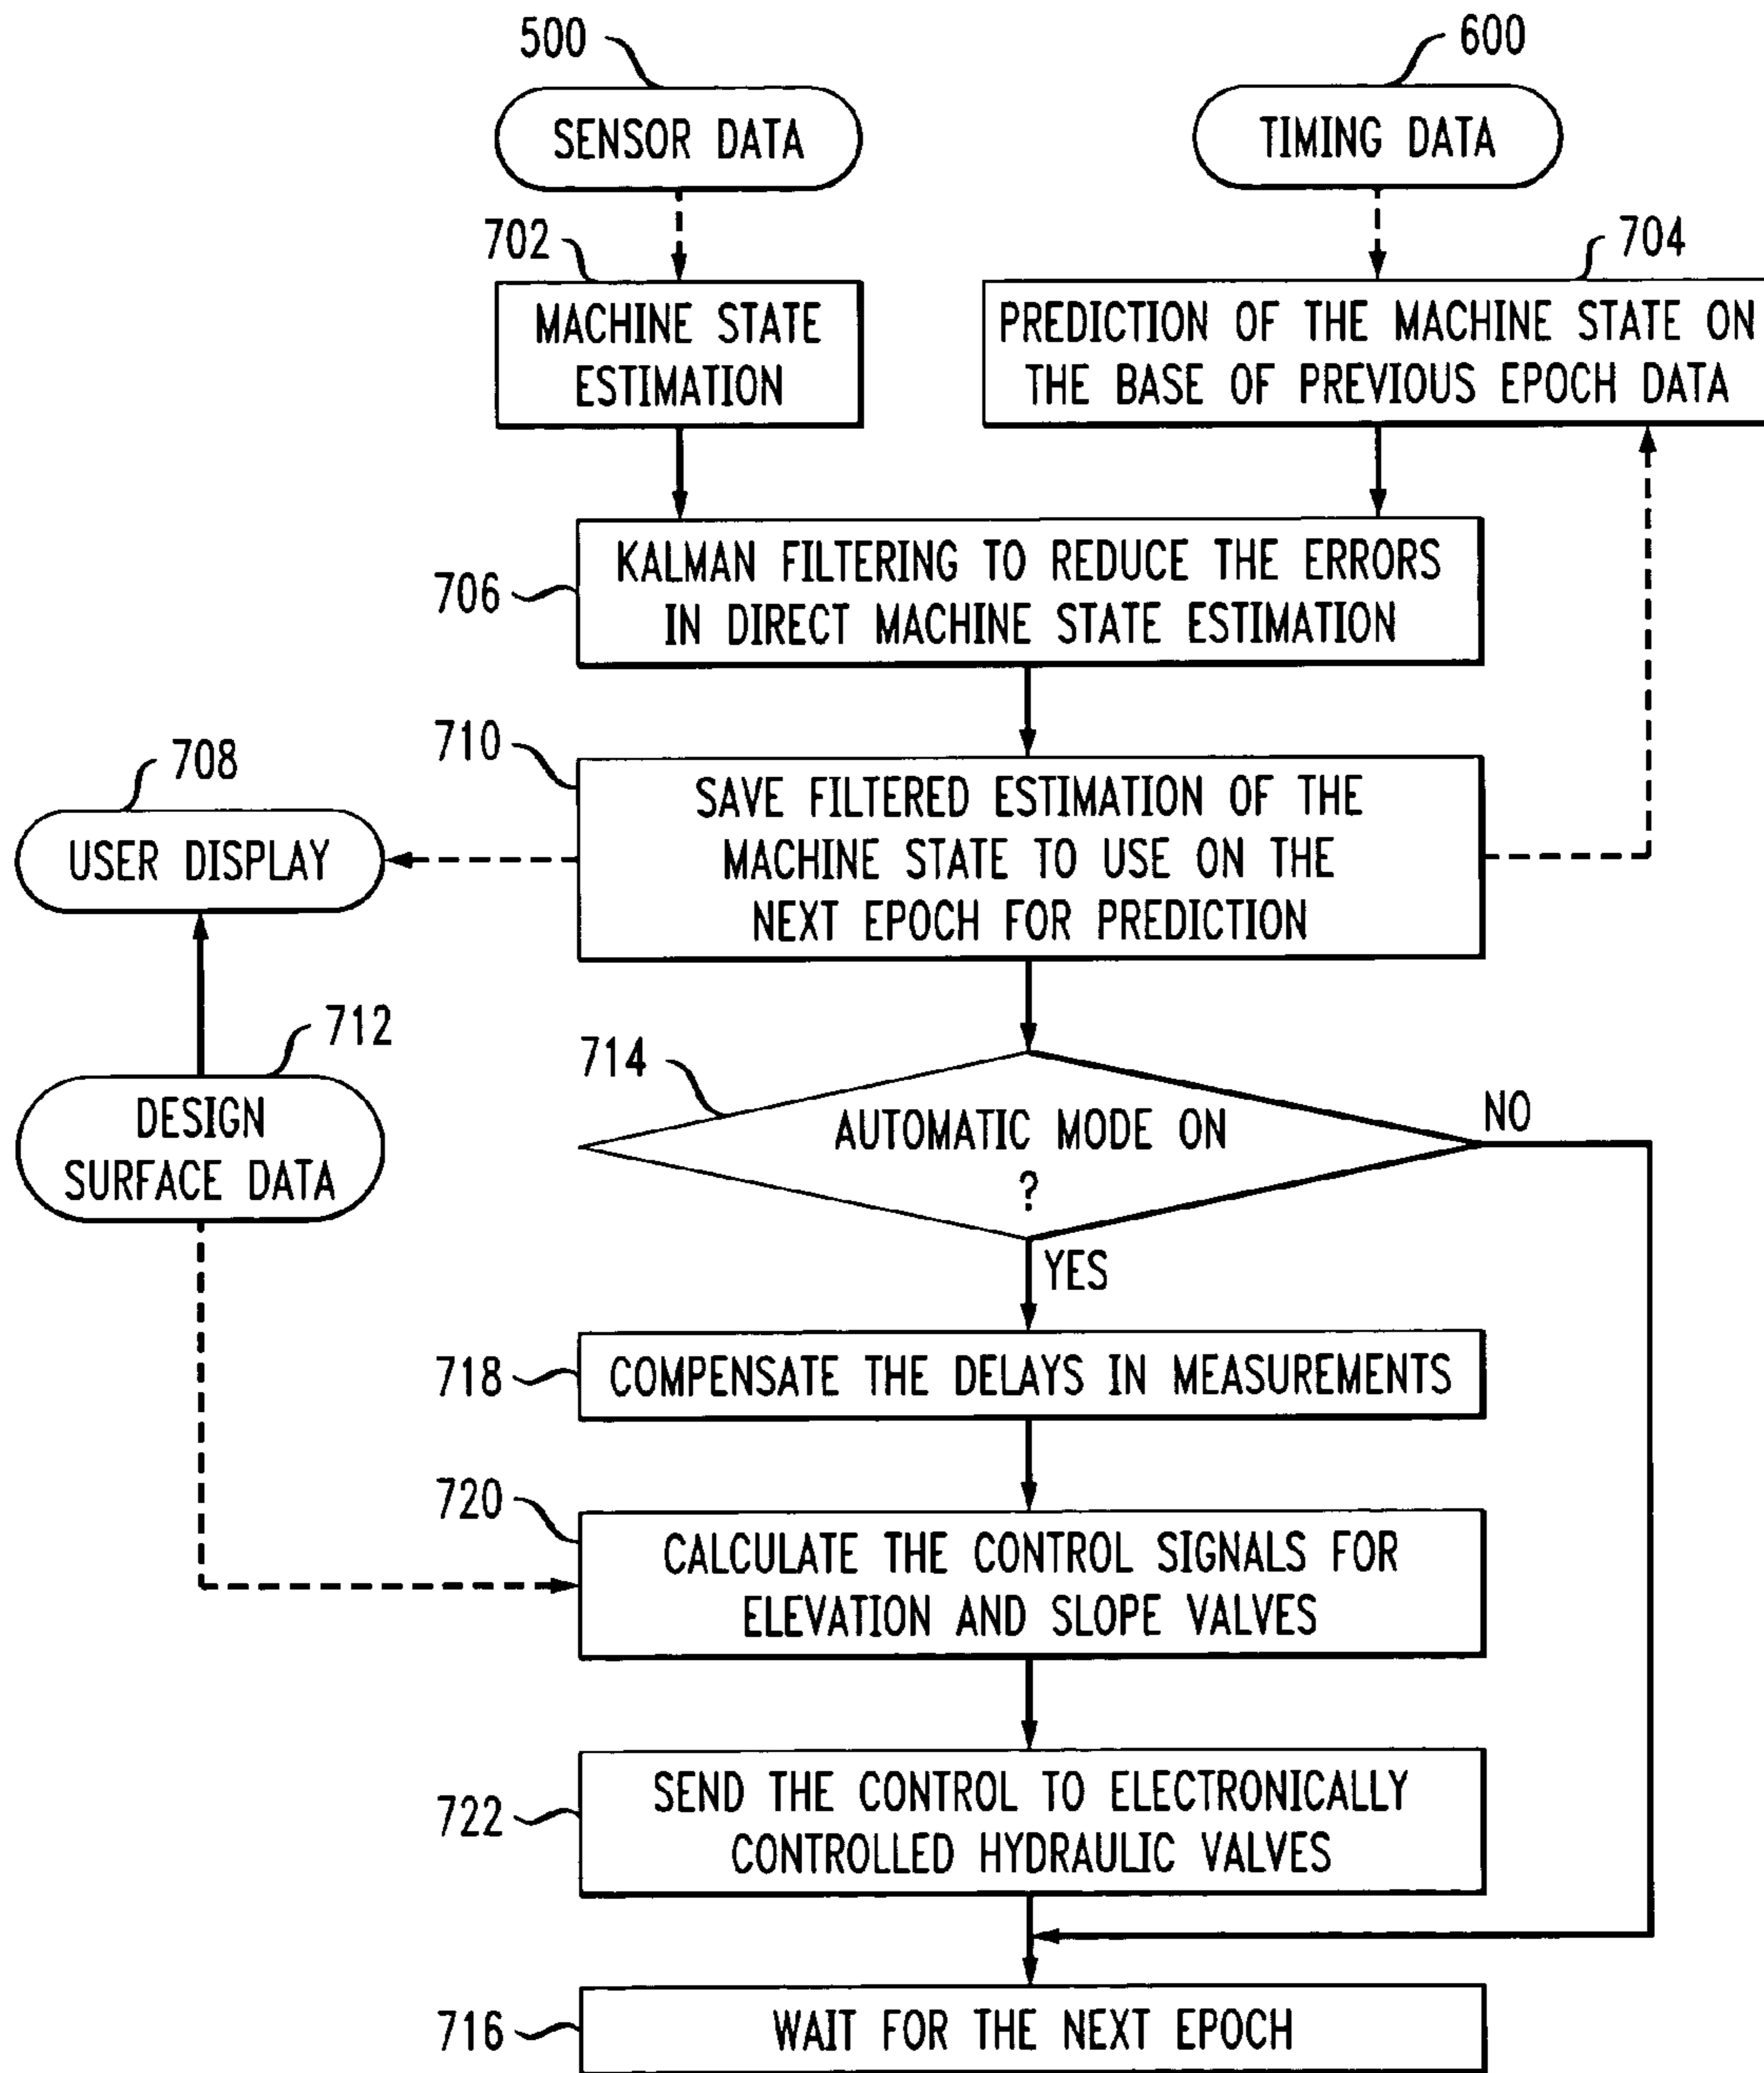 500
600
SENSOR DATA
TIMING DATA
702
704
MACHINE STATE
ESTIMATION
PREDICTION OF THE MACHINE STATE ON
THE BASE OF PREVIOUS EPOCH DATA
706
KALMAN FILTERING TO REDUCE THE ERRORS
IN DIRECT MACHINE STATE ESTIMATION
708
USER DISPLAY
710
SAVE FILTERED ESTIMATION OF THE
MACHINE STATE TO USE ON THE
NEXT EPOCH FOR PREDICTION
712
DESIGN
SURFACE DATA
714
AUTOMATIC MODE ON
?
NO
YES
718
COMPENSATE THE DELAYS IN MEASUREMENTS
720
CALCULATE THE CONTROL SIGNALS FOR
ELEVATION AND SLOPE VALVES
722
SEND THE CONTROL TO ELECTRONICALLY
CONTROLLED HYDRAULIC VALVES
716
WAIT FOR THE NEXT EPOCH